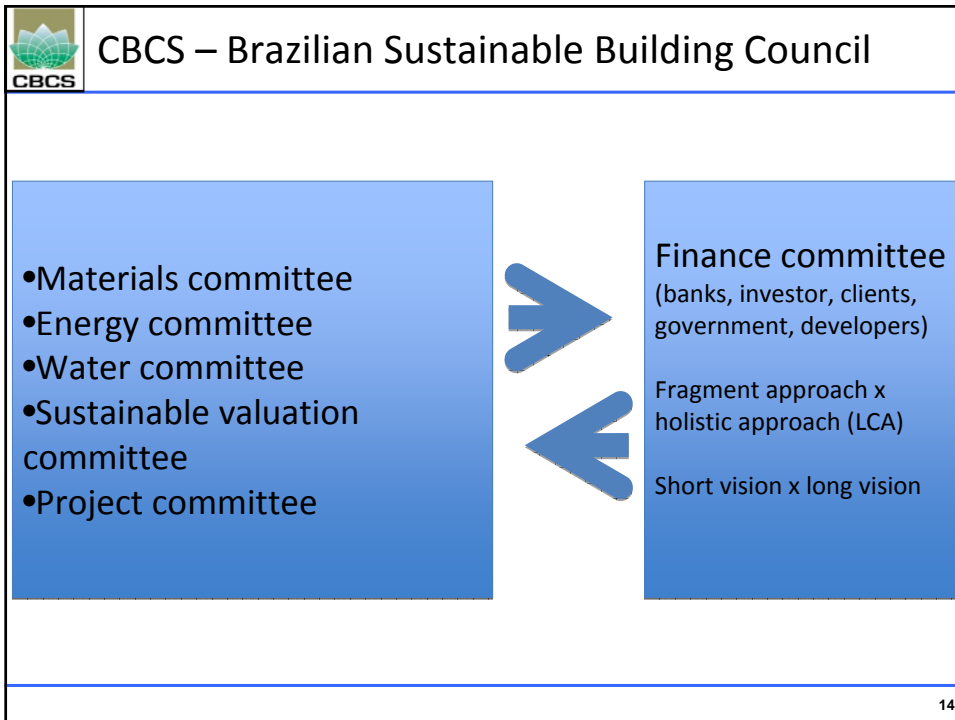 CBCS
CBCS – Brazilian Sustainable Building Council
•Materials committee
•Energy committee
•Water committee
•Sustainable valuation
committee
•Project committee
Finance committee
(banks, investor, clients,
government, developers)
Fragment approach x
holistic approach (LCA)
Short vision x long vision
14